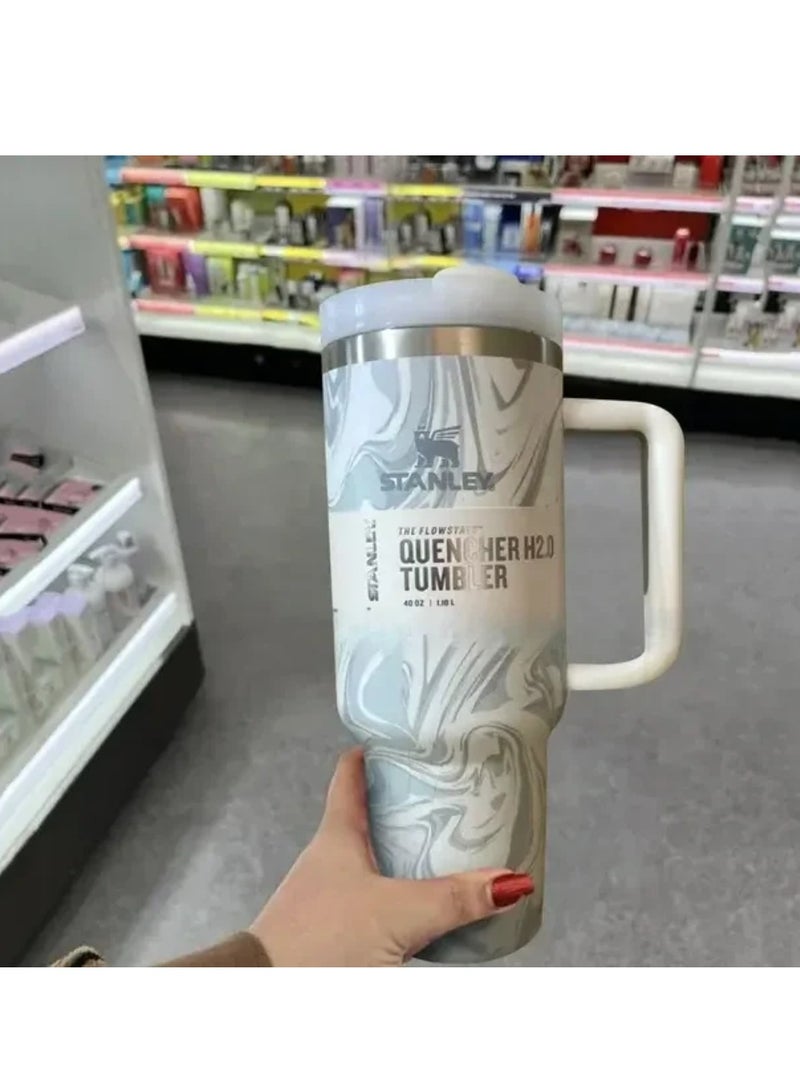 STANLEY
STANLEY
THE FLOWSTATE™
QUENCHER H2.0
TUMBLER
40 OZ | 1.18 L